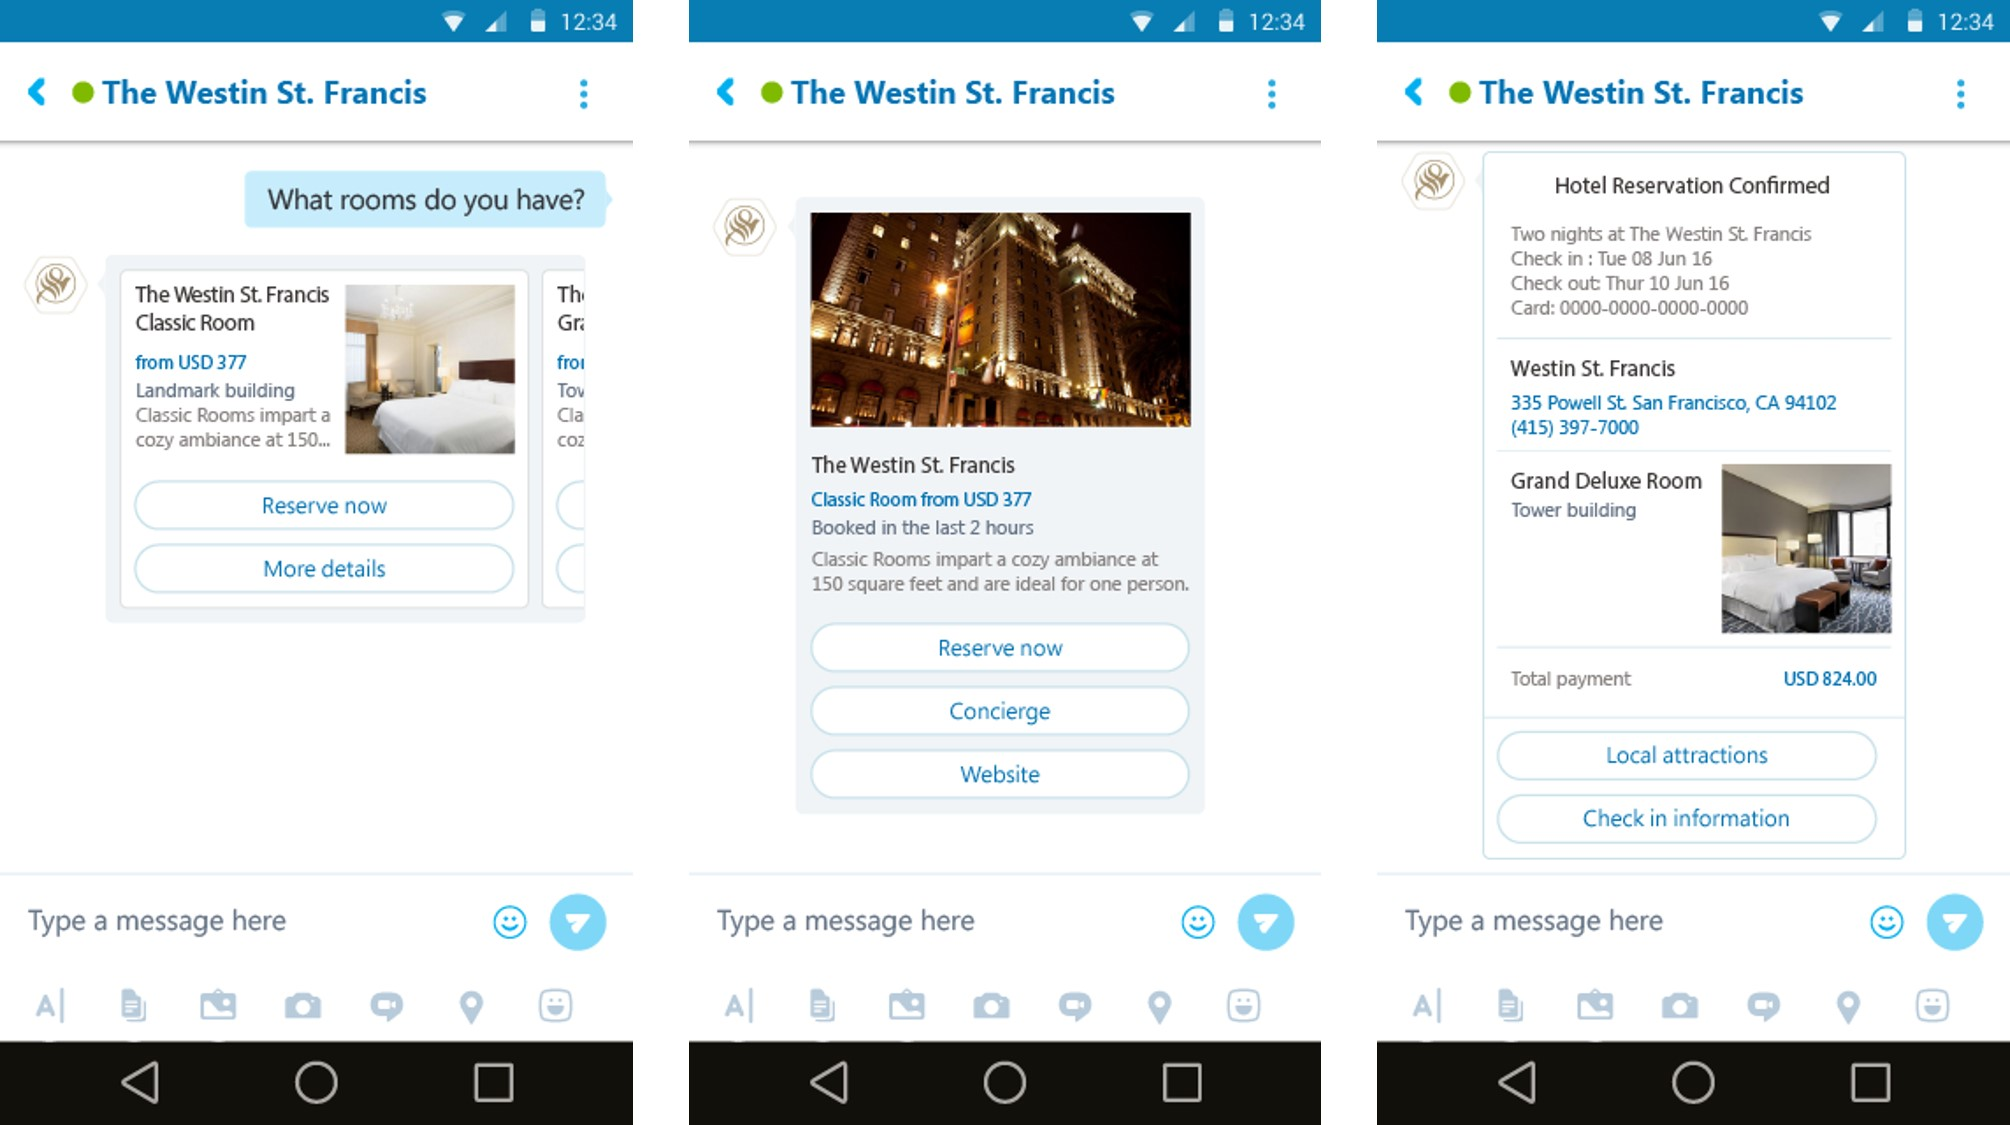 12:34
The Westin St. Francis
What rooms do you have?
The Westin St. Francis
Classic Room
from USD 377
Landmark building
Classic Rooms impart a
cozy ambiance at 150...
Reserve now
More details
Type a message here
A|
12:34
The Westin St. Francis
The Westin St. Francis
Classic Room from USD 377
Booked in the last 2 hours
Classic Rooms impart a cozy ambiance at
150 square feet and are ideal for one person.
Reserve now
Concierge
Website
Type a message here
A|
12:34
The Westin St. Francis
Hotel Reservation Confirmed
Two nights at The Westin St. Francis
Check in : Tue 08 Jun 16
Check out: Thur 10 Jun 16
Card: 0000-0000-0000-0000
Westin St. Francis
335 Powell St. San Francisco, CA 94102
(415) 397-7000
Grand Deluxe Room
Tower building
Total payment
USD 824.00
Local attractions
Check in information
Type a message here
A|